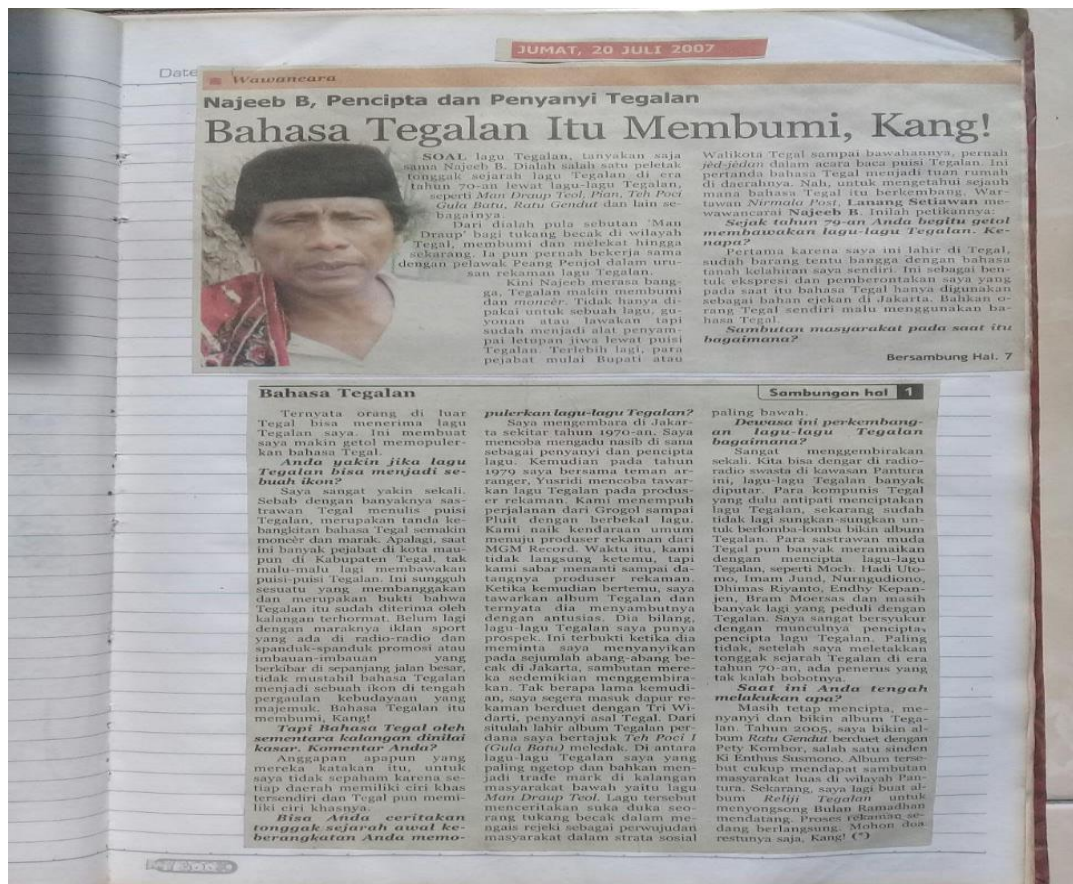 JUMAT, 20 JULI 2007
Date
Wawancara
Najeeb B, Pencipta dan Penyanyi Tegalan
Bahasa Tegalan Itu Membumi, Kang!
SOAL lagu Tegalan, tanyakan saja
sama Najeeb B. Dialah salah satu peletak
tonggak sejarah lagu Tegalan di era
tahun 70-an lewat lagu-lagu Tegalan,
seperti Man Draup Teol, Pian, Teh Poci
Gula Batu, Ratu Gendut dan lain se-
bagainya.
Dari dialah pula sebutan 'Man
Draup' bagi tukang becak di wilayah
Tegal, membumi dan melekat hingga
sekarang. Ia pun pernah bekerja sama
dengan pelawak Peang Penjol dalam uru-
san rekaman lagu Tegalan.
Kini Najeeb merasa bang-
ga, Tegalan makin membumi
dan moncèr. Tidak hanya di-
pakai untuk sebuah lagu, gu-
yonan atau lawakan tapi
sudah menjadi alat penyam-
pai letupan jiwa lewat puisi
Tegalan. Terlebih lagi, para
pejabat mulai Bupati atau
Walikota Tegal sampai bawahannya, pernah
jed-jedan dalam acara baca puisi Tegalan. Ini
pertanda bahasa Tegal menjadi tuan rumah
di daerahnya. Nah, untuk mengetahui sejauh
mana bahasa Tegal itu berkembang. War-
tawan Nirmala Post, Lanang Setiawan me-
wawancarai Najeeb B. Inilah petikannya:
Sejak tahun 79-an Anda begitu getol
membawakan lagu-lagu Tegalan. Ke-
napa?
Pertama karena saya ini lahir di Tegal,
sudah barang tentu bangga dengan bahasa
tanah kelahiran saya sendiri. Ini sebagai ben-
tuk ekspresi dan pemberontakan saya yang
pada saat itu bahasa Tegal hanya digunakan
sebagai bahan ejekan di Jakarta. Bahkan o-
rang Tegal sendiri malu menggunakan ba-
hasa Tegal.
Sambutan masyarakat pada saat itu
bagaimana?
Bersambung Hal. 7
Bahasa Tegalan
Sambungan hal 1
Ternyata orang di luar
Tegal bisa menerima lagu
Tegalan saya. Ini membuat
saya makin getol memopuler-
kan bahasa Tegal.
Anda yakin jika lagu
Tegalan bisa menjadi se-
buah ikon?
Saya sangat yakin sekali.
Sebab dengan banyaknya sas-
trawan Tegal menulis puisi
Tegalan, merupakan tanda ke-
bangkitan bahasa Tegal semakin
moncèr dan marak. Apalagi, saat
ini banyak pejabat di kota mau-
pun di Kabupaten Tegal, tak
malu-malu lagi membawakan
puisi-puisi Tegalan. Ini sungguh
sesuatu yang membanggakan
dan merupakan bukti bahwa
Tegalan itu sudah diterima oleh
kalangan terhormat. Belum lagi
dengan maraknya iklan sport
yang ada di radio-radio dan
spanduk-spanduk promosi atau
imbauan-imbauan yang
berkibar di sepanjang jalan besar,
tidak mustahil bahasa Tegalan
menjadi sebuah ikon di tengah
pergaulan kebudayaan yang
majemuk. Bahasa Tegalan itu
membumi, Kang!
Tapi Bahasa Tegal oleh
sementara kalangan dinilai
kasar. Komentar Anda?
Anggapan apapun yang
mereka katakan itu, untuk
saya tidak sepaham karena se-
tiap daerah memiliki ciri khas
tersendiri dan Tegal pun memi-
liki ciri khasnya.
Bisa Anda ceritakan
tonggak sejarah awal ke-
berangkatan Anda memo-
pulerkan lagu-lagu Tegalan?
Saya mengembara di Jakar-
ta sekitar tahun 1970-an. Saya
mencoba mengadu nasib di sana
sebagai penyanyi dan pencipta
lagu. Kemudian pada tahun
1979 saya bersama teman ar-
ranger, Yusridi mencoba tawar-
kan lagu Tegalan pada produs-
er rekaman. Kami menempuh
perjalanan dari Grogol sampai
Pluit dengan berbekal lagu.
Kami naik kendaraan umum
menuju produser rekaman dari
MGM Record. Waktu itu, kami
tidak langsung ketemu, tapi
kami sabar menanti sampai da-
tangnya produser rekaman.
Ketika kemudian bertemu, saya
tawarkan album Tegalan dan
ternyata dia menyambutnya
dengan antusias. Dia bilang,
lagu-lagu Tegalan saya punya
prospek. Ini terbukti ketika dia
meminta saya menyanyikan
pada sejumlah abang-abang be-
cak di Jakarta, sambutan mere-
ka sedemikian menggembira-
kan. Tak berapa lama kemudi-
an, saya segera masuk dapur re-
kaman berduet dengan Tri Wi-
darti, penyanyi asal Tegal. Dari
situlah lahir album Tegalan per-
dana saya bertajuk Teh Poci I
(Gula Batu) meledak. Di antara
lagu-lagu Tegalan saya yang
paling ngetop dan bahkan men-
jadi trade mark di kalangan
masyarakat bawah yaitu lagu
Man Draup Teol. Lagu tersebut
menceritakan suka duka seo-
rang tukang becak dalam me-
ngais rejeki sebagai perwujudan
masyarakat dalam strata sosial
paling bawah.
Dewasa ini perkembang-
an lagu-lagu Tegalan
bagaimana?
Sangat menggembirakan
sekali. Kita bisa dengar di radio-
radio swasta di kawasan Pantura
ini, lagu-lagu Tegalan banyak
diputar. Para kompunis Tegal
yang dulu antipati menciptakan
lagu Tegalan, sekarang sudah
tidak lagi sungkan-sungkan un-
tuk berlomba-lomba bikin album
Tegalan. Para sastrawan muda
Tegal pun banyak meramaikan
dengan mencipta lagu-lagu
Tegalan, seperti Moch. Hadi Uto-
mo, Imam Jund, Nurngudiono,
Dhimas Riyanto, Endhy Kepan-
jen, Bram Moersas dan masih
banyak lagi yang peduli dengan
Tegalan. Saya sangat bersyukur
dengan munculnya pencipta-
pencipta lagu Tegalan. Paling
tidak, setelah saya meletakkan
tonggak sejarah Tegalan di era
tahun 70-an, ada penerus yang
tak kalah bobotnya.
Saat ini Anda tengah
melakukan apa?
Masih tetap mencipta, me-
nyanyi dan bikin album Tega-
lan. Tahun 2005, saya bikin al-
bum Ratu Gendut berduet dengan
Pety Kombor, salah satu sinden
Ki Enthus Susmono. Album terse-
but cukup mendapat sambutan
masyarakat luas di wilayah Pan-
tura. Sekarang, saya lagi buat al-
bum Reliji Tegalan untuk
menyongsong Bulan Ramadhan
mendatang. Proses rekaman se-
dang berlangsung. Mohon doa
restunya saja, Kang! (*)